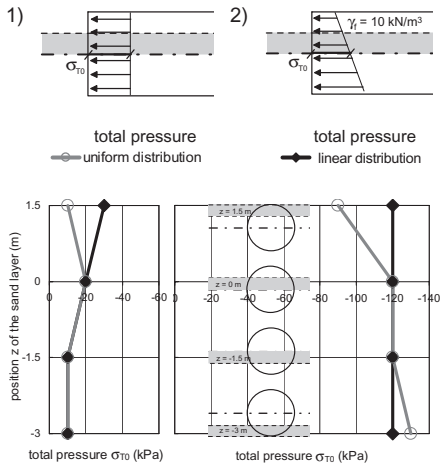 1)
2)
γf = 10 kN/m³
σT0
σT0
total pressure
uniform distribution
total pressure
linear distribution
position z of the sand layer (m)
1.5
0
-1.5
-3
0 -20 -40 -60
0 -20 -40 -60 -80 -100 -120 -140
z = 1.5 m
z = 0 m
z = -1.5 m
z = -3 m
total pressure σT0 (kPa)
total pressure σT0 (kPa)